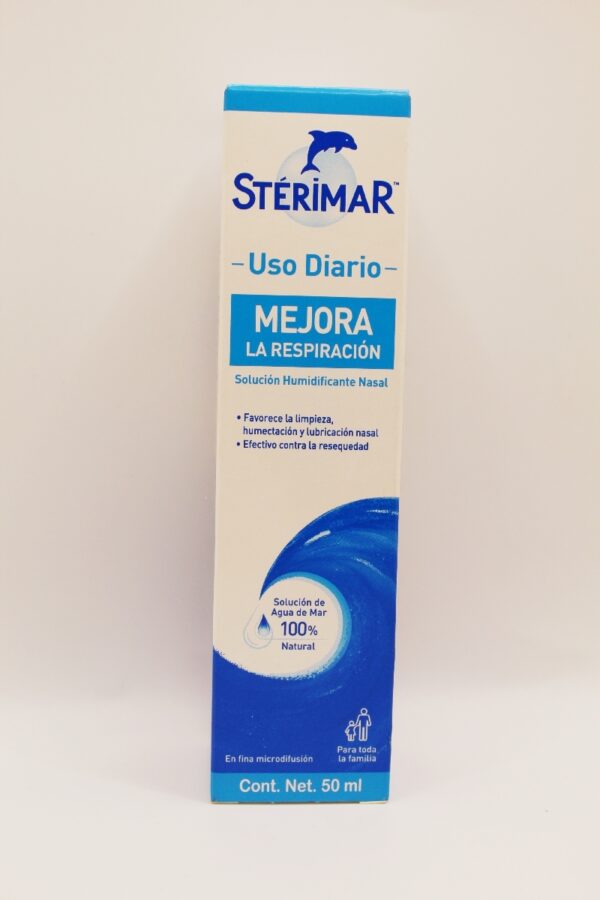 STÉRIMAR™
– Uso Diario –
MEJORA
LA RESPIRACIÓN
Solución Humidificante Nasal
• Favorece la limpieza,
humectación y lubricación nasal
• Efectivo contra la resequedad
Solución de
Agua de Mar
100%
Natural
En fina microdifusión
Para toda
la familia
Cont. Net. 50 ml